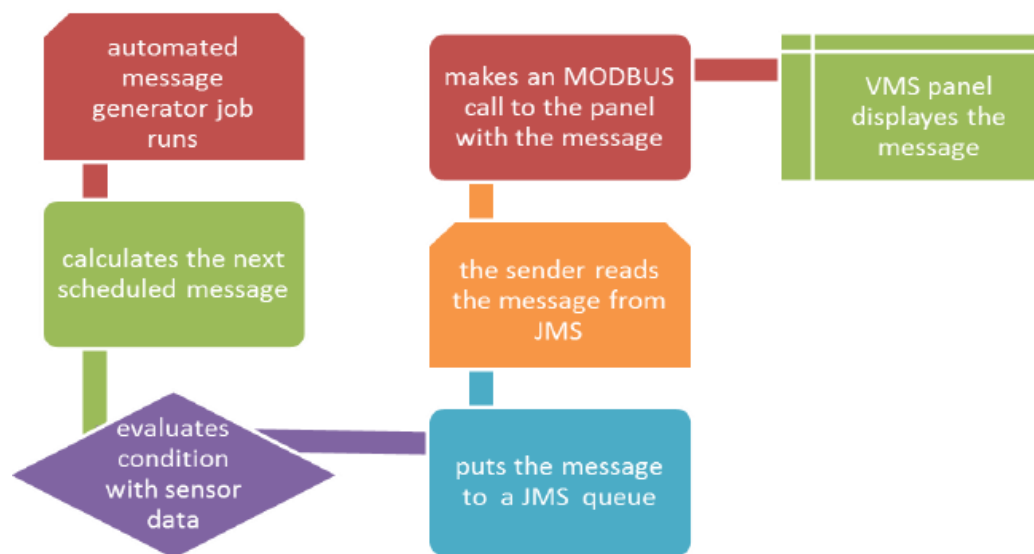 automated
message
generator job
runs
calculates the next
scheduled message
evaluates
condition
with sensor
data
puts the message
to a JMS queue
the sender reads
the message from
JMS
makes an MODBUS
call to the panel
with the message
VMS panel
displayes the
message